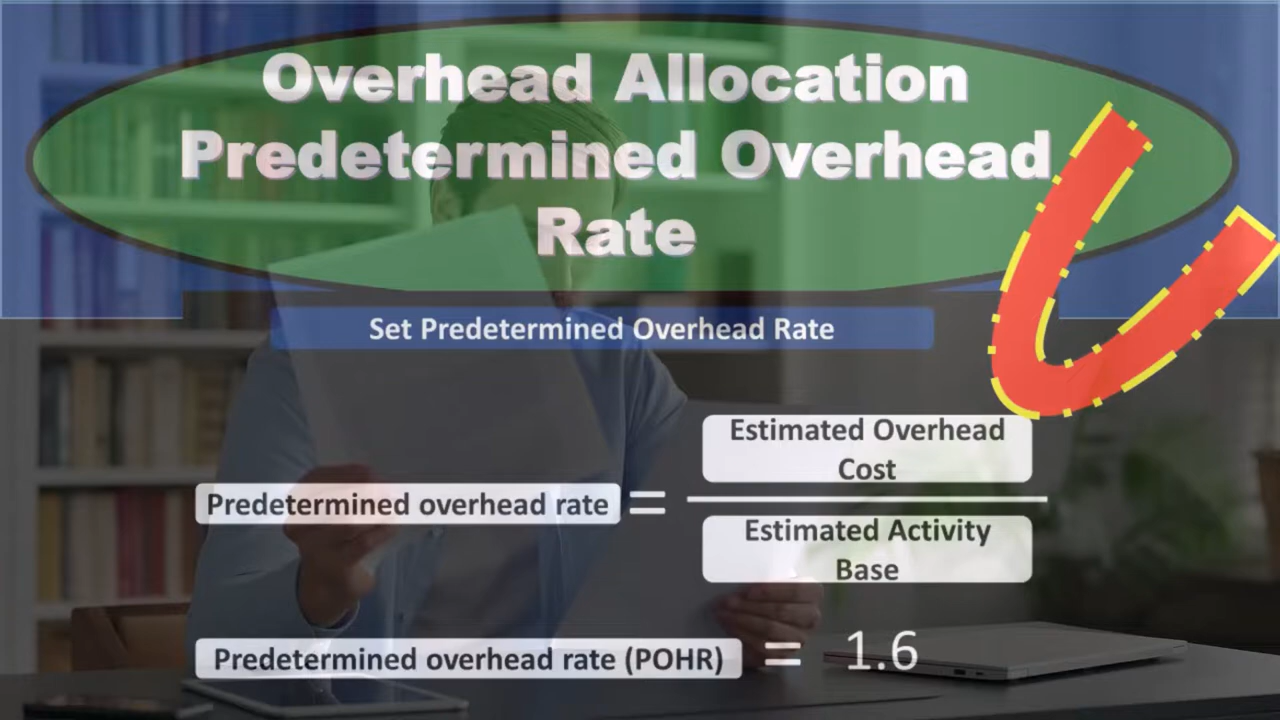 Overhead Allocation
Predetermined Overhead
Rate
Set Predetermined Overhead Rate
Predetermined overhead rate =
Estimated Overhead
Cost
Estimated Activity
Base
Predetermined overhead rate (POHR) = 1.6